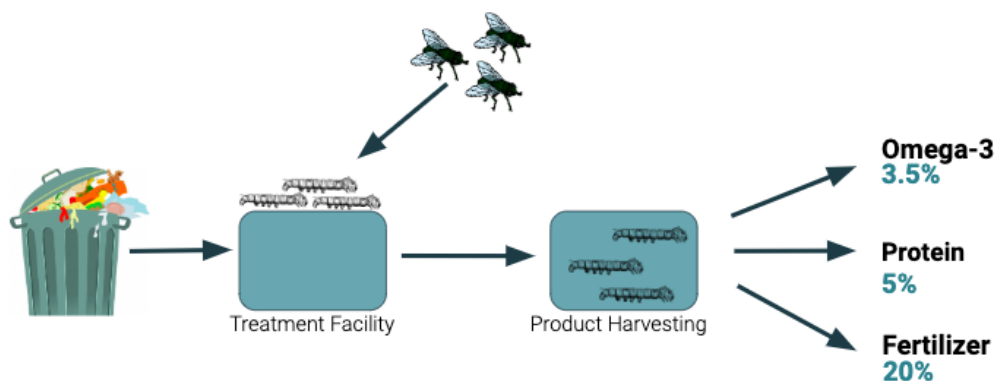 Treatment Facility
Product Harvesting
Omega-3
3.5%
Protein
5%
Fertilizer
20%